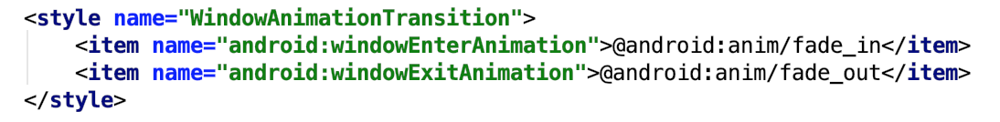 <style name="WindowAnimationTransition">
    <item name="android:windowEnterAnimation">@android:anim/fade_in</item>
    <item name="android:windowExitAnimation">@android:anim/fade_out</item>
</style>